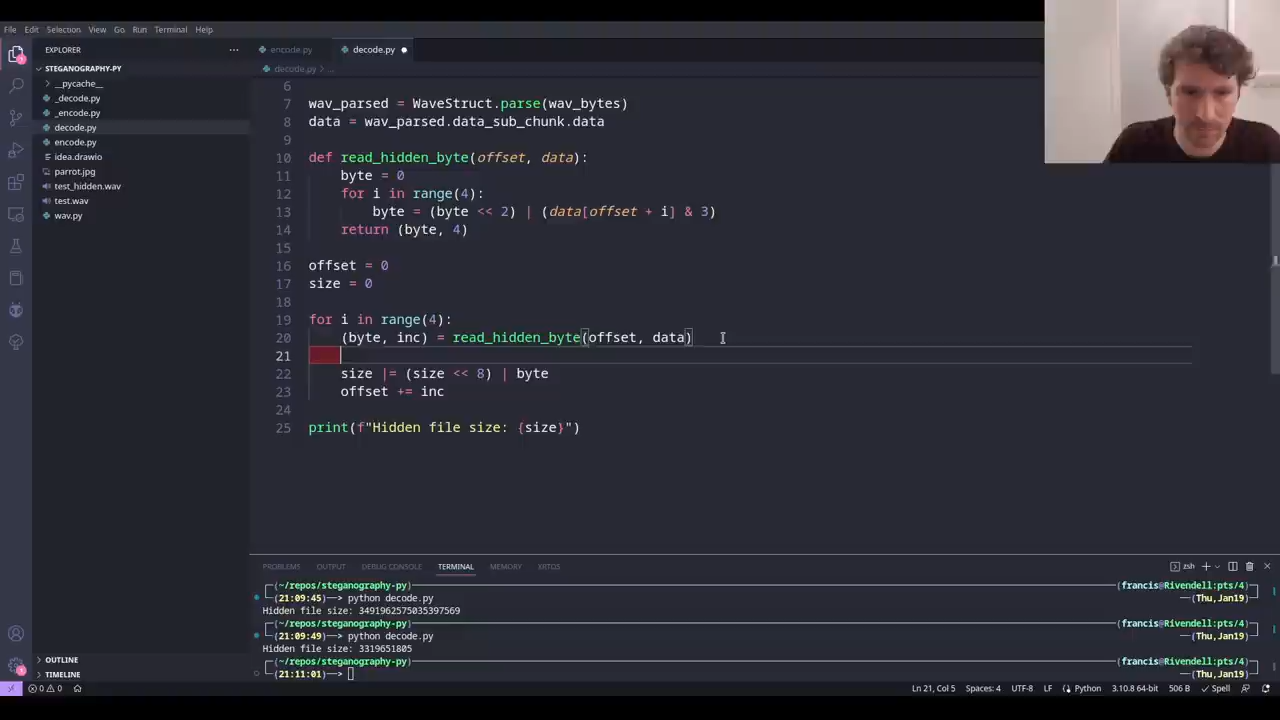 File Edit Selection View Go Run Terminal Help
EXPLORER
STEGANOGRAPHY-PY
__pycache__
_decode.py
_encode.py
decode.py
encode.py
idea.drawio
parrot.jpg
test_hidden.wav
test.wav
wav.py
OUTLINE
TIMELINE
encode.py decode.py
decode.py > ...
6
7 wav_parsed = WaveStruct.parse(wav_bytes)
8 data = wav_parsed.data_sub_chunk.data
9
10 def read_hidden_byte(offset, data):
11 byte = 0
12 for i in range(4):
13 byte = (byte << 2) | (data[offset + i] & 3)
14 return (byte, 4)
15
16 offset = 0
17 size = 0
18
19 for i in range(4):
20 (byte, inc) = read_hidden_byte(offset, data)
21
22 size |= (size << 8) | byte
23 offset += inc
24
25 print(f"Hidden file size: {size}")
PROBLEMS OUTPUT DEBUG CONSOLE TERMINAL MEMORY XRTOS
zsh
(~/repos/steganography-py) (francis@Rivendell:pts/4)
(21:09:45)—> python decode.py (Thu,Jan19)
Hidden file size: 3491962575035397569
(~/repos/steganography-py) (francis@Rivendell:pts/4)
(21:09:49)—> python decode.py (Thu,Jan19)
Hidden file size: 3319651805
(~/repos/steganography-py) (francis@Rivendell:pts/4)
(21:11:01)—> (Thu,Jan19)
0 0 Ln 21, Col 5 Spaces: 4 UTF-8 LF Python 3.10.8 64-bit 506 B Spell